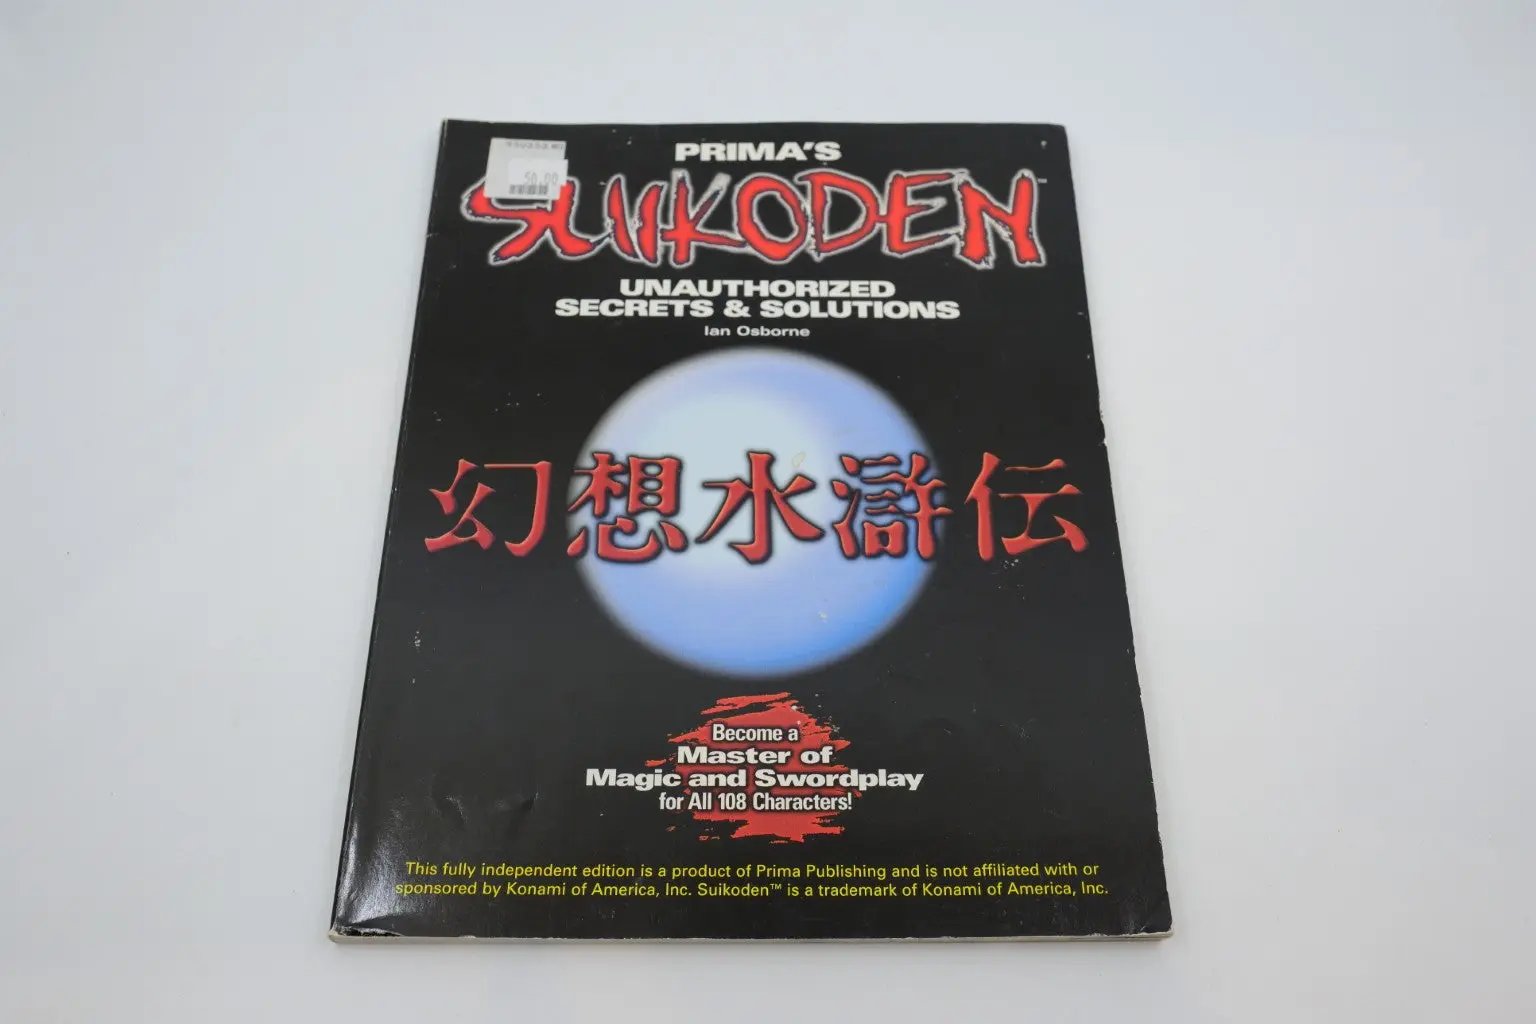 PRIMA'S
SUIKODEN
UNAUTHORIZED
SECRETS & SOLUTIONS
Ian Osborne
幻想水滸伝
Become a
Master of
Magic and Swordplay
for All 108 Characters!
This fully independent edition is a product of Prima Publishing and is not affiliated with or
sponsored by Konami of America, Inc. Suikoden™ is a trademark of Konami of America, Inc.